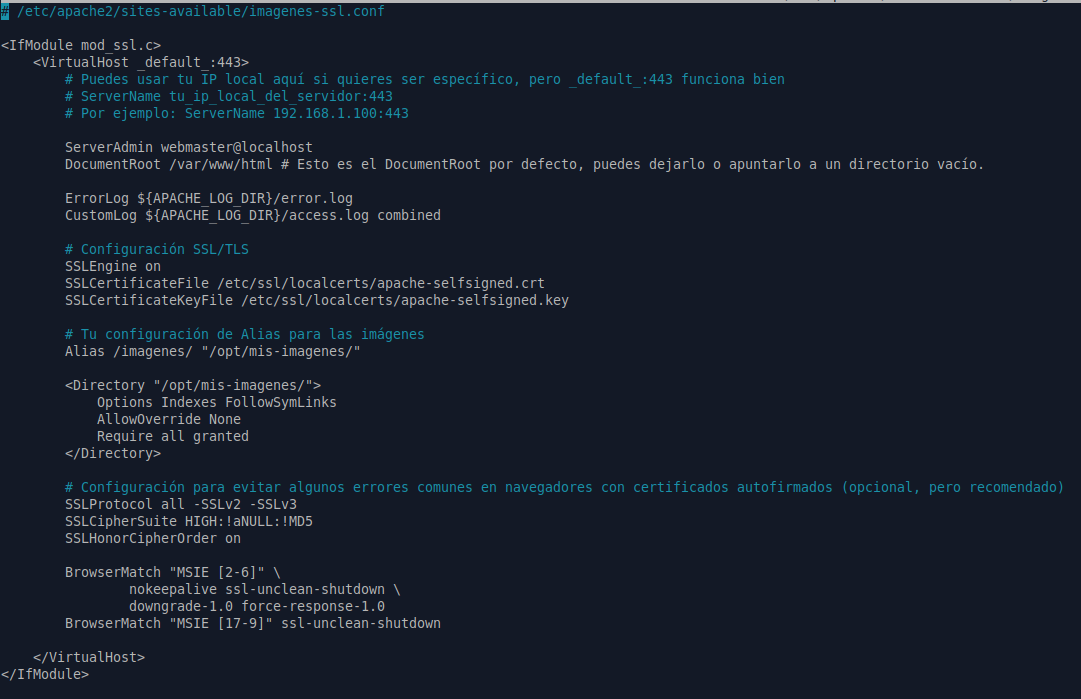 # /etc/apache2/sites-available/imagenes-ssl.conf
<IfModule mod_ssl.c>
    <VirtualHost _default_:443>
        # Puedes usar tu IP local aquí si quieres ser específico, pero _default_:443 funciona bien
        # ServerName tu_ip_local_del_servidor:443
        # Por ejemplo: ServerName 192.168.1.100:443
        ServerAdmin webmaster@localhost
        DocumentRoot /var/www/html # Esto es el DocumentRoot por defecto, puedes dejarlo o apuntarlo a un directorio vacío.
        ErrorLog ${APACHE_LOG_DIR}/error.log
        CustomLog ${APACHE_LOG_DIR}/access.log combined
        # Configuración SSL/TLS
        SSLEngine on
        SSLCertificateFile /etc/ssl/localcerts/apache-selfsigned.crt
        SSLCertificateKeyFile /etc/ssl/localcerts/apache-selfsigned.key
        # Tu configuración de Alias para las imágenes
        Alias /imagenes/ "/opt/mis-imagenes/"
        <Directory "/opt/mis-imagenes/">
            Options Indexes FollowSymLinks
            AllowOverride None
            Require all granted
        </Directory>
        # Configuración para evitar algunos errores comunes en navegadores con certificados autofirmados (opcional, pero recomendado)
        SSLProtocol all -SSLv2 -SSLv3
        SSLCipherSuite HIGH:!aNULL:!MD5
        SSLHonorCipherOrder on
        BrowserMatch "MSIE [2-6]" \
                nokeepalive ssl-unclean-shutdown \
                downgrade-1.0 force-response-1.0
        BrowserMatch "MSIE [17-9]" ssl-unclean-shutdown
    </VirtualHost>
</IfModule>